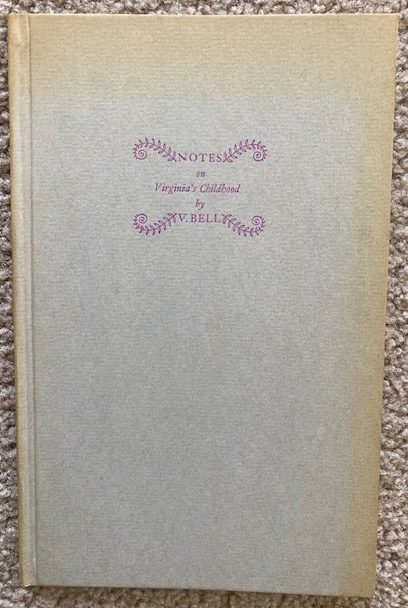 NOTES
on
Virginia's Childhood
by
V. BELL